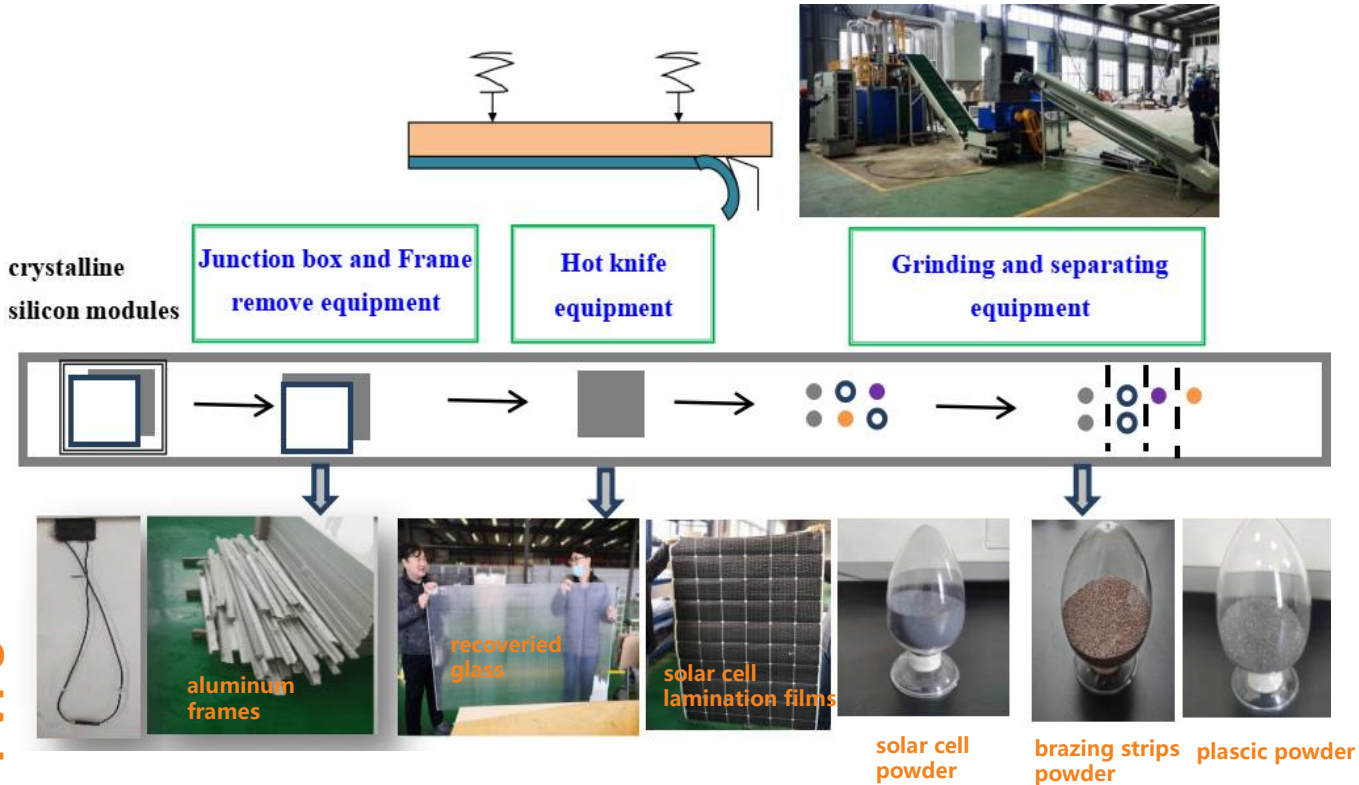 crystalline
silicon modules
Junction box and Frame
remove equipment
Hot knife
equipment
Grinding and separating
equipment
aluminum
frames
recoveried
glass
solar cell
lamination films
solar cell
powder
brazing strips
powder
plascic powder